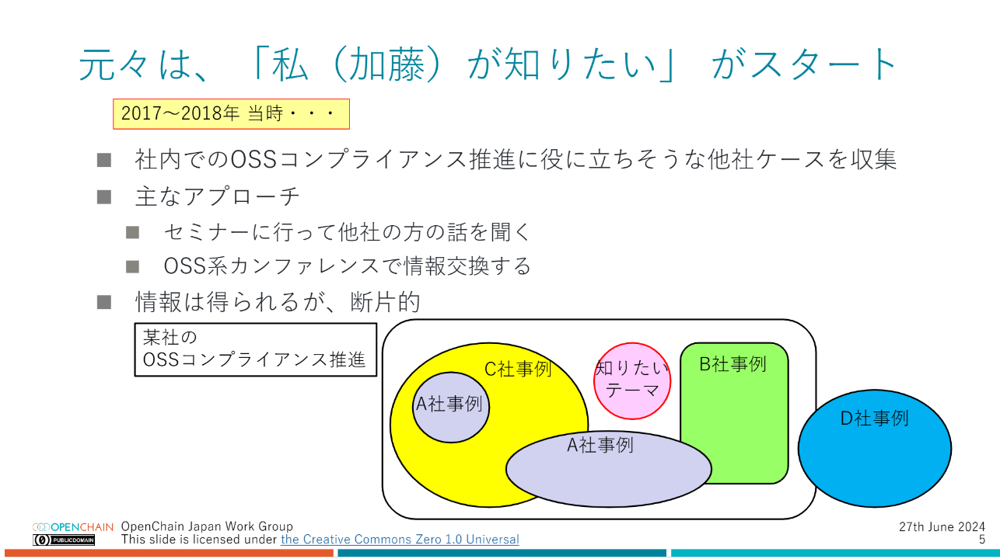 元々は、「私（加藤）が知りたい」 がスタート
2017～2018年 当時・・・
社内でのOSSコンプライアンス推進に役に立ちそうな他社ケースを収集
主なアプローチ
セミナーに行って他社の方の話を聞く
OSS系カンファレンスで情報交換する
情報は得られるが、断片的
某社の
OSSコンプライアンス推進
C社事例
A社事例
知りたい
テーマ
B社事例
A社事例
D社事例
OPENCHAIN
PUBLIC DOMAIN
OpenChain Japan Work Group
This slide is licensed under the Creative Commons Zero 1.0 Universal
27th June 2024
5